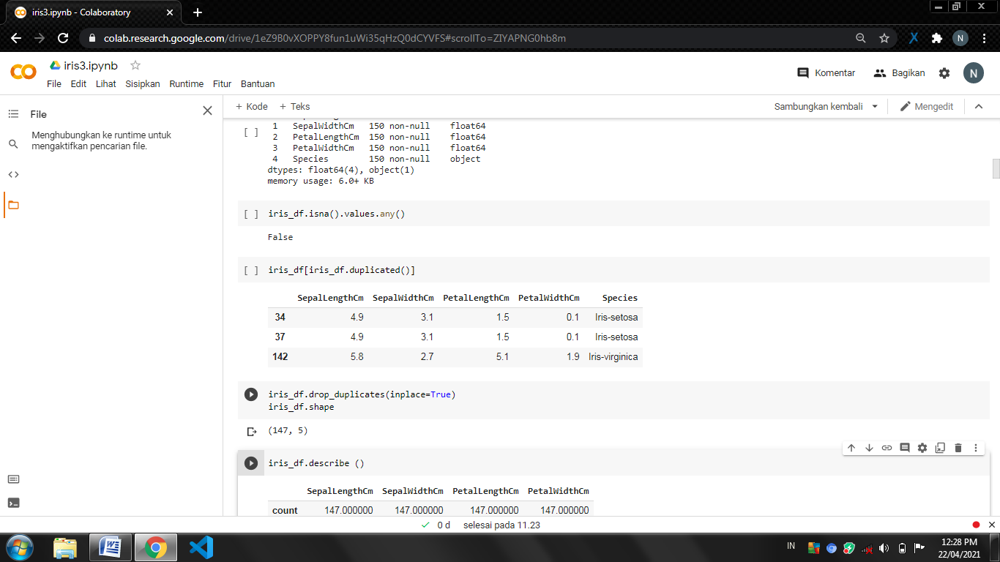 iris3.ipynb - Colaboratory
colab.research.google.com/drive/1eZ9B0vXOPPY8fun1uWi35qHzQ0dCYVFS#scrollTo=ZIYAPNG0hb8m
N
CO
iris3.ipynb
File Edit Lihat Sisipkan Runtime Fitur Bantuan
Komentar Bagikan N
File
+ Kode + Teks Sambungkan kembali Mengedit
Menghubungkan ke runtime untuk
mengaktifkan pencarian file.
[ ] 1 SepalWidthCm 150 non-null float64
2 PetalLengthCm 150 non-null float64
3 PetalWidthCm 150 non-null float64
4 Species 150 non-null object
dtypes: float64(4), object(1)
memory usage: 6.0+ KB
[ ] iris_df.isna().values.any()
False
[ ] iris_df[iris_df.duplicated()]
SepalLengthCm SepalWidthCm PetalLengthCm PetalWidthCm Species
34 4.9 3.1 1.5 0.1 Iris-setosa
37 4.9 3.1 1.5 0.1 Iris-setosa
142 5.8 2.7 5.1 1.9 Iris-virginica
iris_df.drop_duplicates(inplace=True)
iris_df.shape
(147, 5)
iris_df.describe ()
SepalLengthCm SepalWidthCm PetalLengthCm PetalWidthCm
count 147.000000 147.000000 147.000000 147.000000
0 d selesai pada 11.23
IN
12:28 PM
22/04/2021